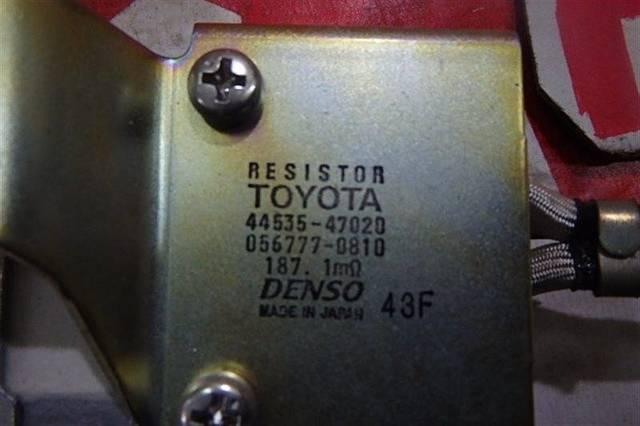 RESISTOR
TOYOTA
44535-47020
056777-0810
187.1mΩ
DENSO
MADE IN JAPAN 43F